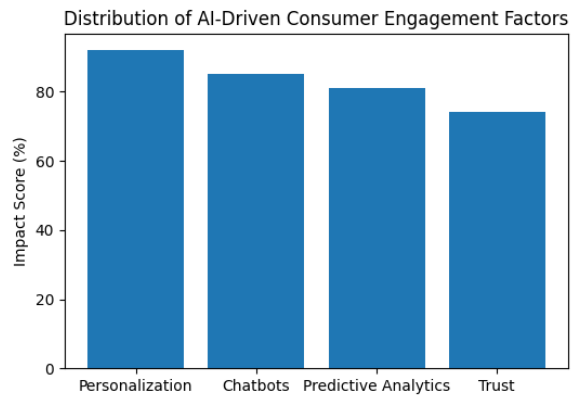 Distribution of AI-Driven Consumer Engagement Factors
Impact Score (%)
80
60
40
20
0
Personalization Chatbots Predictive Analytics Trust